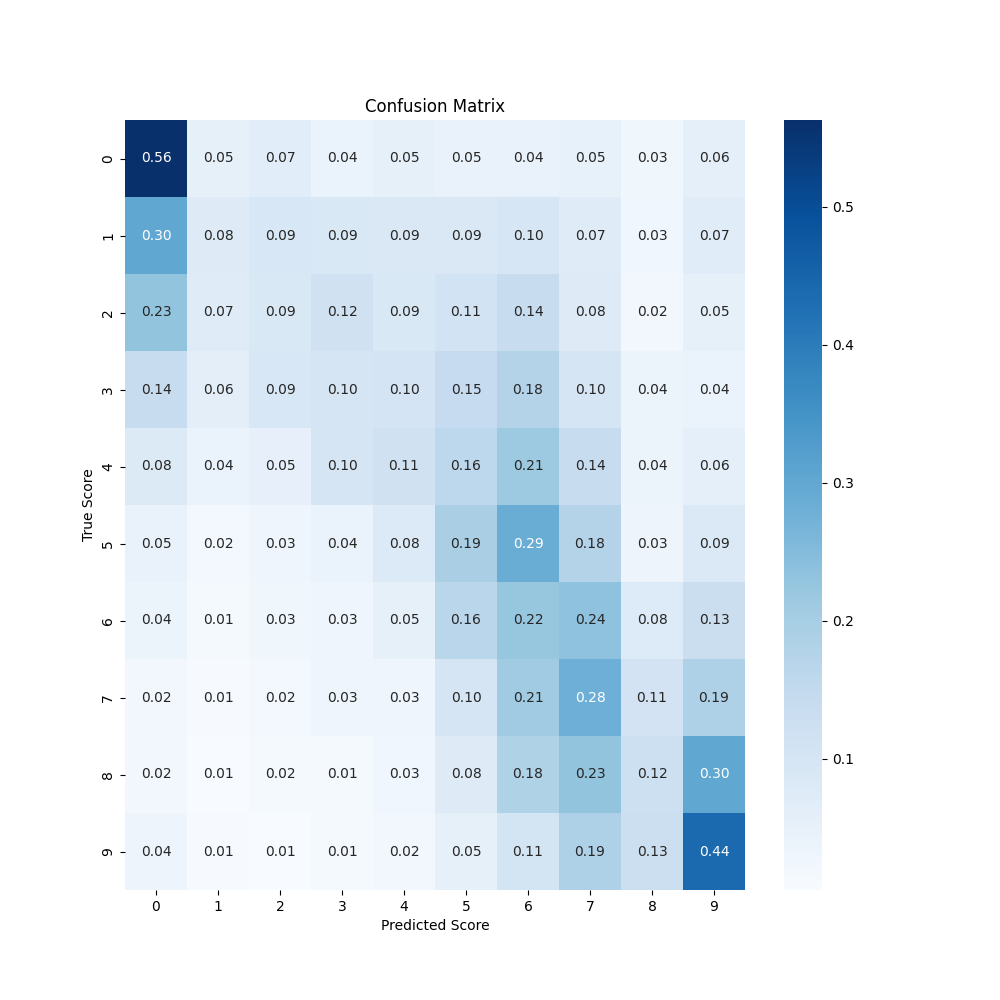 Confusion Matrix
0 0.56 0.05 0.07 0.04 0.05 0.05 0.04 0.05 0.03 0.06
1 0.30 0.08 0.09 0.09 0.09 0.09 0.10 0.07 0.03 0.07
2 0.23 0.07 0.09 0.12 0.09 0.11 0.14 0.08 0.02 0.05
3 0.14 0.06 0.09 0.10 0.10 0.15 0.18 0.10 0.04 0.04
4 0.08 0.04 0.05 0.10 0.11 0.16 0.21 0.14 0.04 0.06
5 0.05 0.02 0.03 0.04 0.08 0.19 0.29 0.18 0.03 0.09
6 0.04 0.01 0.03 0.03 0.05 0.16 0.22 0.24 0.08 0.13
7 0.02 0.01 0.02 0.03 0.03 0.10 0.21 0.28 0.11 0.19
8 0.02 0.01 0.02 0.01 0.03 0.08 0.18 0.23 0.12 0.30
9 0.04 0.01 0.01 0.01 0.02 0.05 0.11 0.19 0.13 0.44
0 1 2 3 4 5 6 7 8 9
Predicted Score
True Score
0.5
0.4
0.3
0.2
0.1